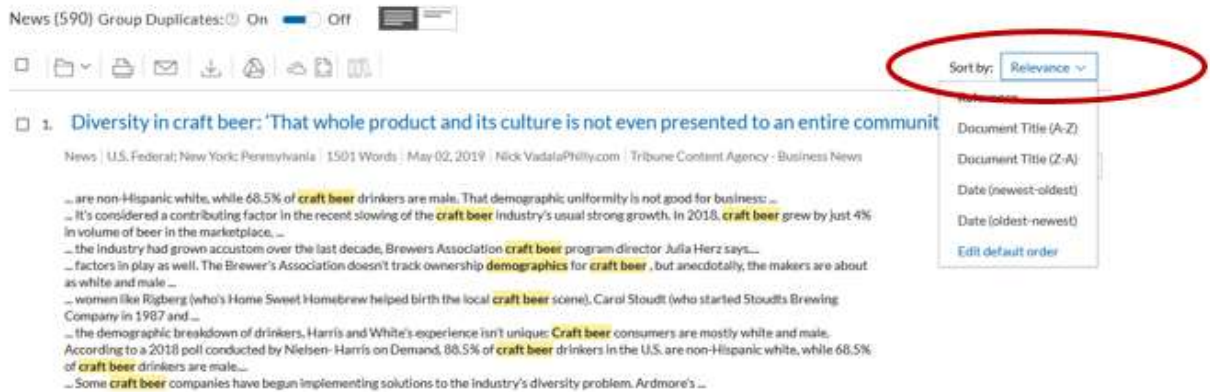 News (590) Group Duplicates: On Off
Sort by: Relevance
Relevance
Document Title (A-Z)
Document Title (Z-A)
Date (newest-oldest)
Date (oldest-newest)
Edit default order
1. Diversity in craft beer: 'That whole product and its culture is not even presented to an entire communit
News | U.S. Federal; New York; Pennsylvania | 1501 Words | May 02, 2019 | Nick VadalaPhilly.com | Tribune Content Agency - Business News
... are non-Hispanic white, while 68.5% of craft beer drinkers are male. That demographic uniformity is not good for business: ...
... It's considered a contributing factor in the recent slowing of the craft beer industry's usual strong growth. In 2018, craft beer grew by just 4%
in volume of beer in the marketplace, ...
... the industry had grown accustom over the last decade, Brewers Association craft beer program director Julia Herz says....
... factors in play as well. The Brewer's Association doesn't track ownership demographics for craft beer , but anecdotally, the makers are about
as white and male ...
... women like Rigberg (who's Home Sweet Homebrew helped birth the local craft beer scene), Carol Stoudt (who started Stoudts Brewing
Company in 1987 and ...
... the demographic breakdown of drinkers, Harris and White's experience isn't unique: Craft beer consumers are mostly white and male.
According to a 2018 poll conducted by Nielsen- Harris on Demand, 88.5% of craft beer drinkers in the U.S. are non-Hispanic white, while 68.5%
of craft beer drinkers are male....
... Some craft beer companies have begun implementing solutions to the industry's diversity problem. Ardmore's ...